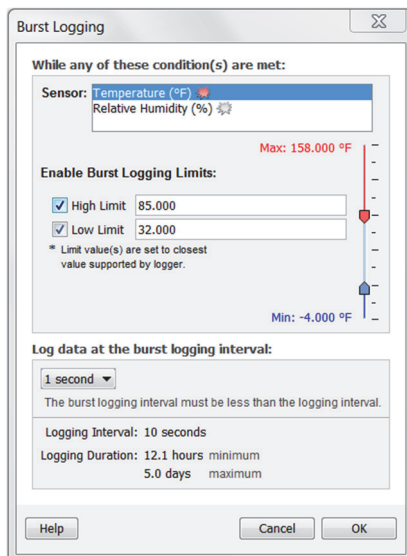 Burst Logging
While any of these condition(s) are met:
Sensor: Temperature (°F)
Relative Humidity (%)
Max: 158.000 °F
Enable Burst Logging Limits:
High Limit 85.000
Low Limit 32.000
* Limit value(s) are set to closest
value supported by logger.
Min: -4.000 °F
Log data at the burst logging interval:
1 second
The burst logging interval must be less than the logging interval.
Logging Interval: 10 seconds
Logging Duration: 12.1 hours minimum
5.0 days maximum
Help Cancel OK